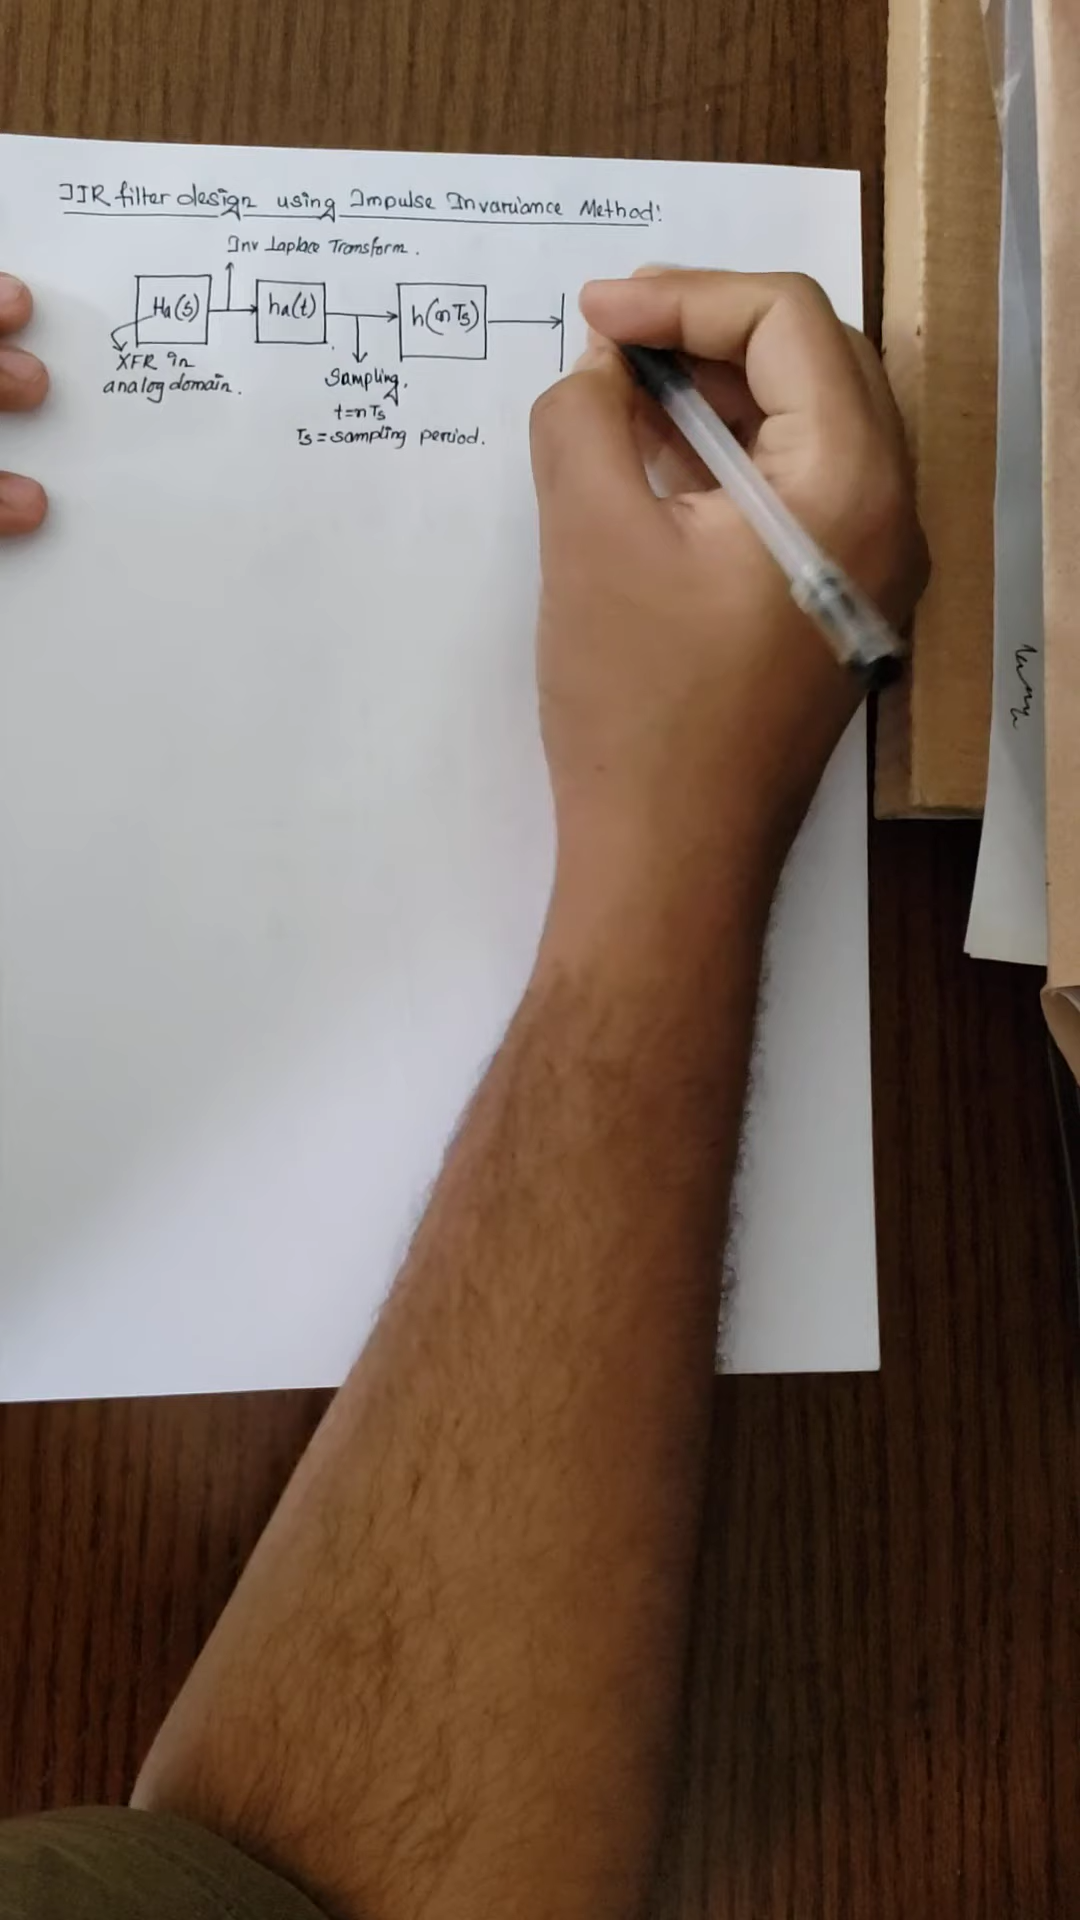 IIR filter design using Impulse Invariance Method:
Inv Laplace Transform.
Ha(s) ha(t) h(nTs)
XFR in
analog domain.
Sampling.
t=nTs
Ts = sampling period.